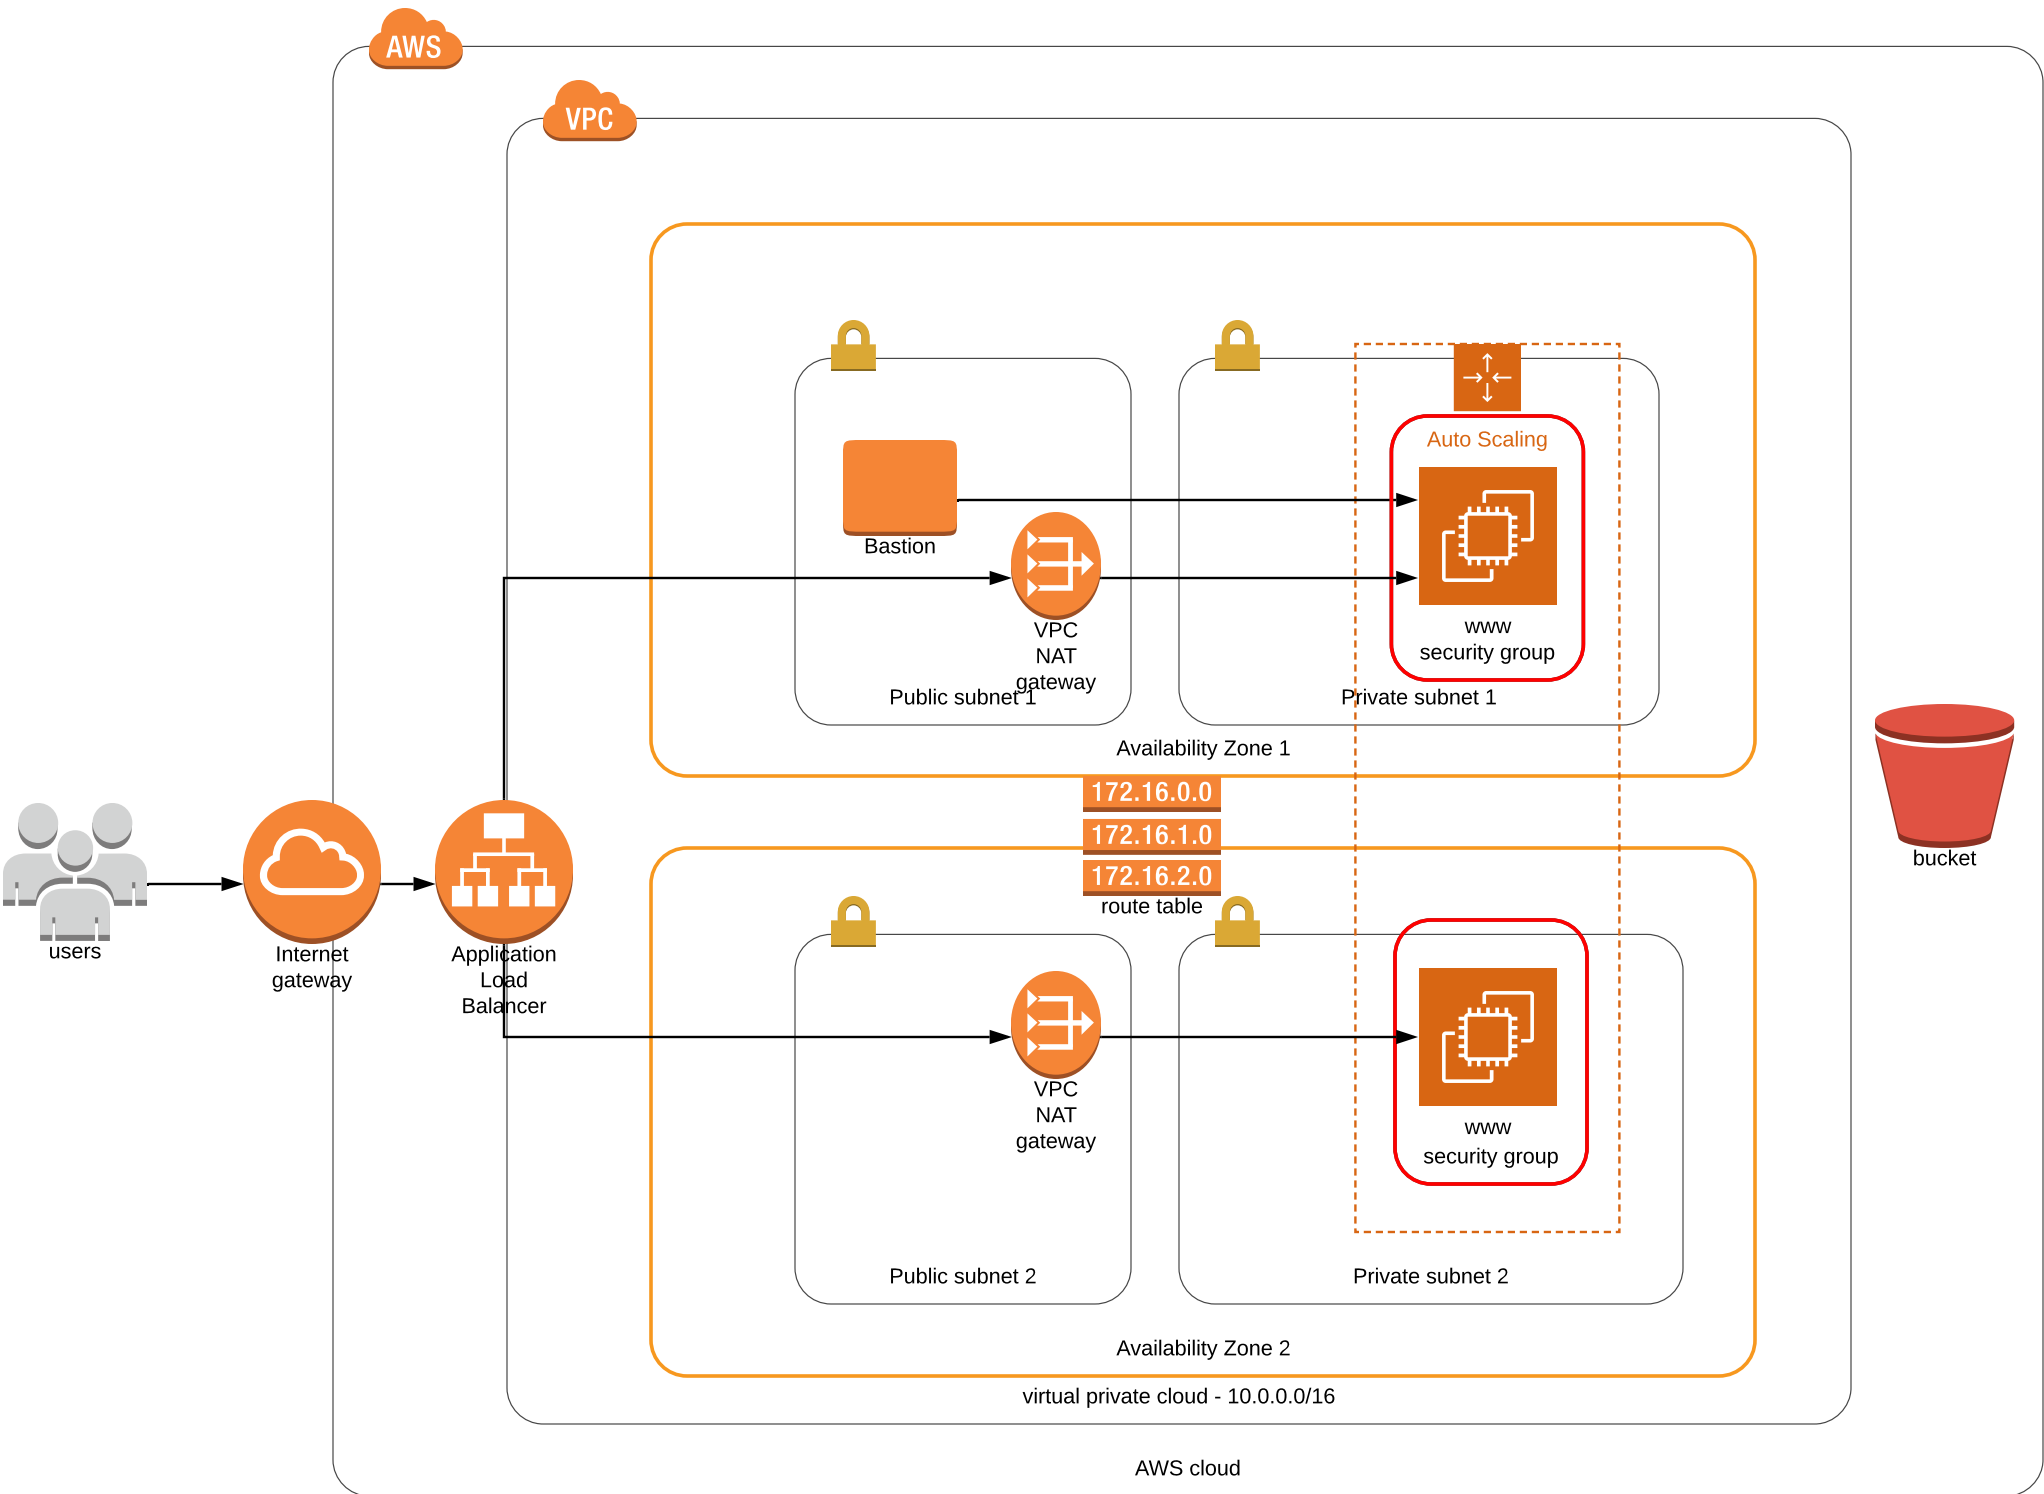 AWS
VPC
Auto Scaling
Bastion
www
security group
VPC
NAT
gateway
Public subnet 1
Private subnet 1
Availability Zone 1
172.16.0.0
172.16.1.0
172.16.2.0
route table
bucket
users
Internet
gateway
Application
Load
Balancer
VPC
NAT
gateway
www
security group
Public subnet 2
Private subnet 2
Availability Zone 2
virtual private cloud - 10.0.0.0/16
AWS cloud